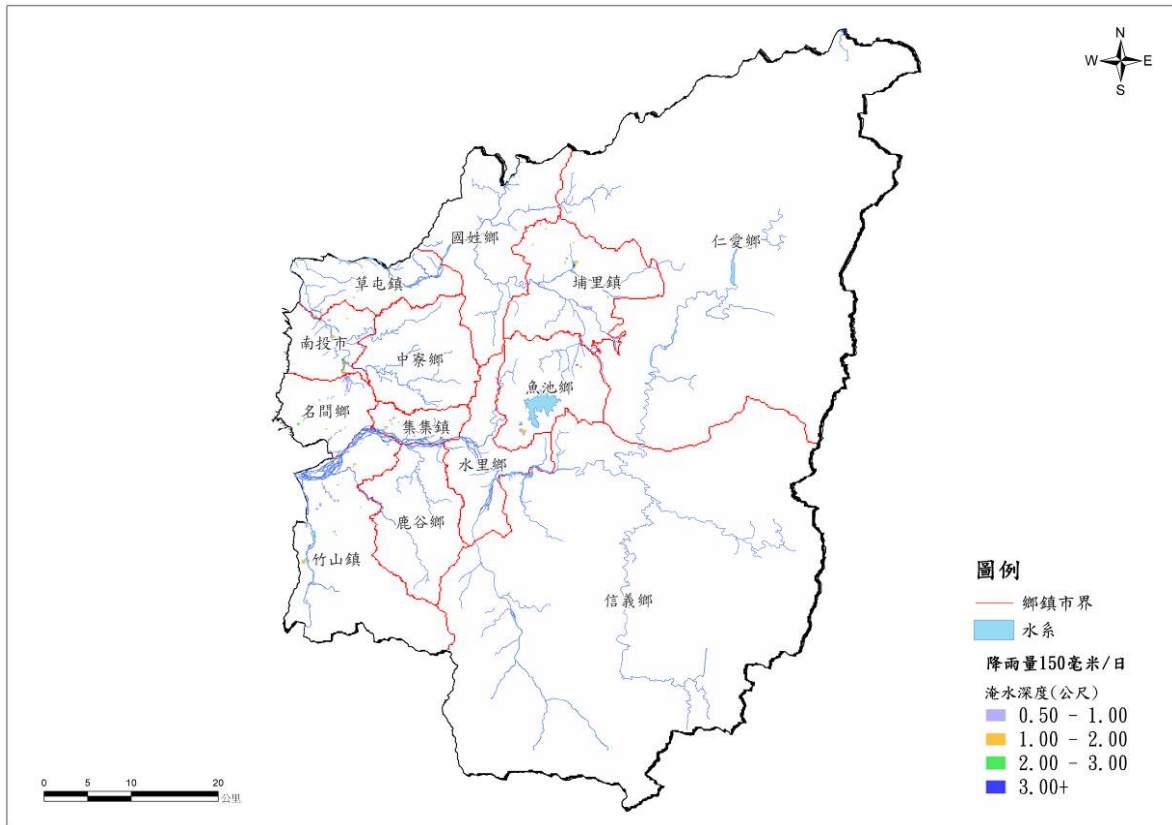 N
W E
S
國姓鄉
仁愛鄉
草屯鎮
埔里鎮
南投市
中寮鄉
魚池鄉
名間鄉
集集鎮
水里鄉
鹿谷鄉
竹山鎮
信義鄉
圖例
鄉鎮市界
水系
降雨量150毫米/日
淹水深度(公尺)
0.50 - 1.00
1.00 - 2.00
2.00 - 3.00
3.00+
0 5 10 20
公里